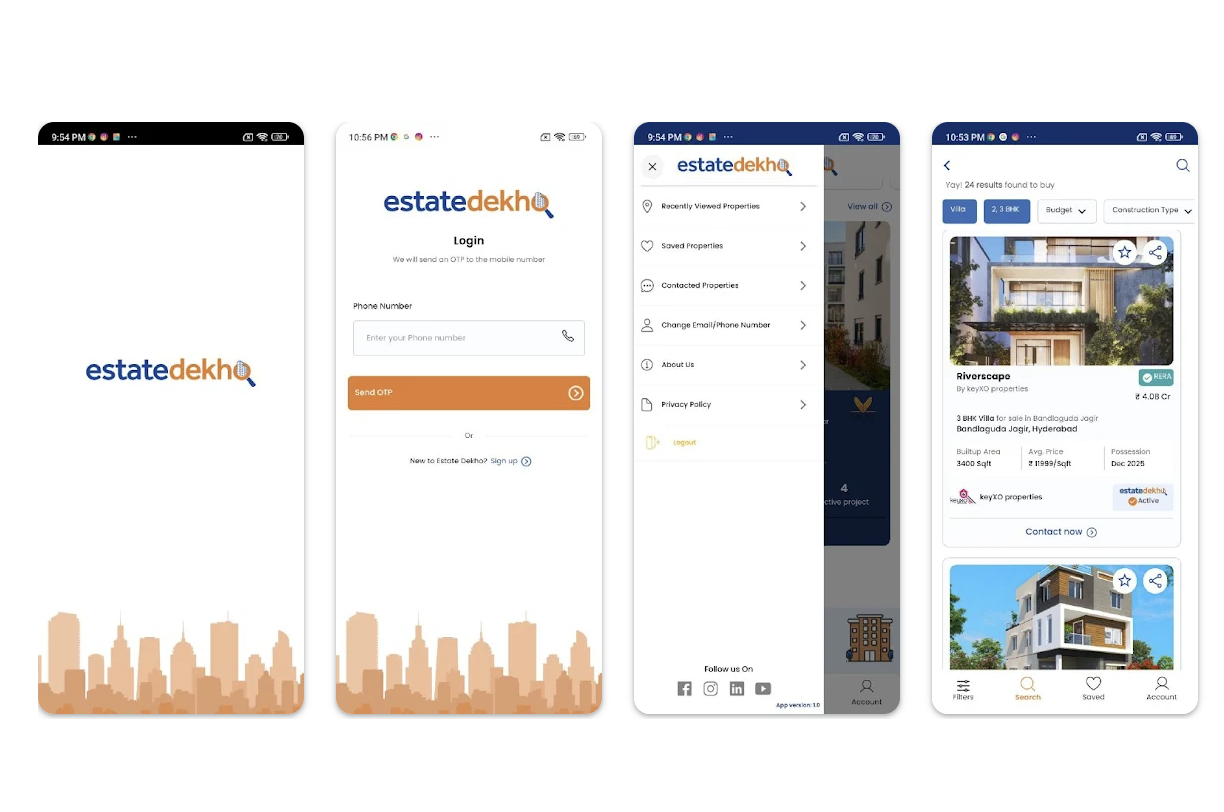 9:54 PM
estatedekho
10:56 PM
69
estatedekho
Login
We will send an OTP to the mobile number
Phone Number
Enter your Phone number
Send OTP
Or
New to Estate Dekho? Sign up
9:54 PM
estatedekho
View all
Recently Viewed Properties
Saved Properties
Contacted Properties
Change Email/Phone Number
About Us
Privacy Policy
Logout
4
ctive project
Follow us On
App version: 1.0
Account
10:53 PM
69
Yay! 24 results found to buy
Villa
2, 3 BHK
Budget
Construction Type
Riverscape
RERA
By keyXO properties
₹ 4.08 Cr
3 BHK Villa for sale in Bandlaguda Jagir
Bandlaguda Jagir, Hyderabad
Builtup Area
Avg. Price
Possession
3400 Sqft
₹ 11999/Sqft
Dec 2025
keyXO
keyXO properties
estatedekho
Active
Contact now
Filters
Search
Saved
Account